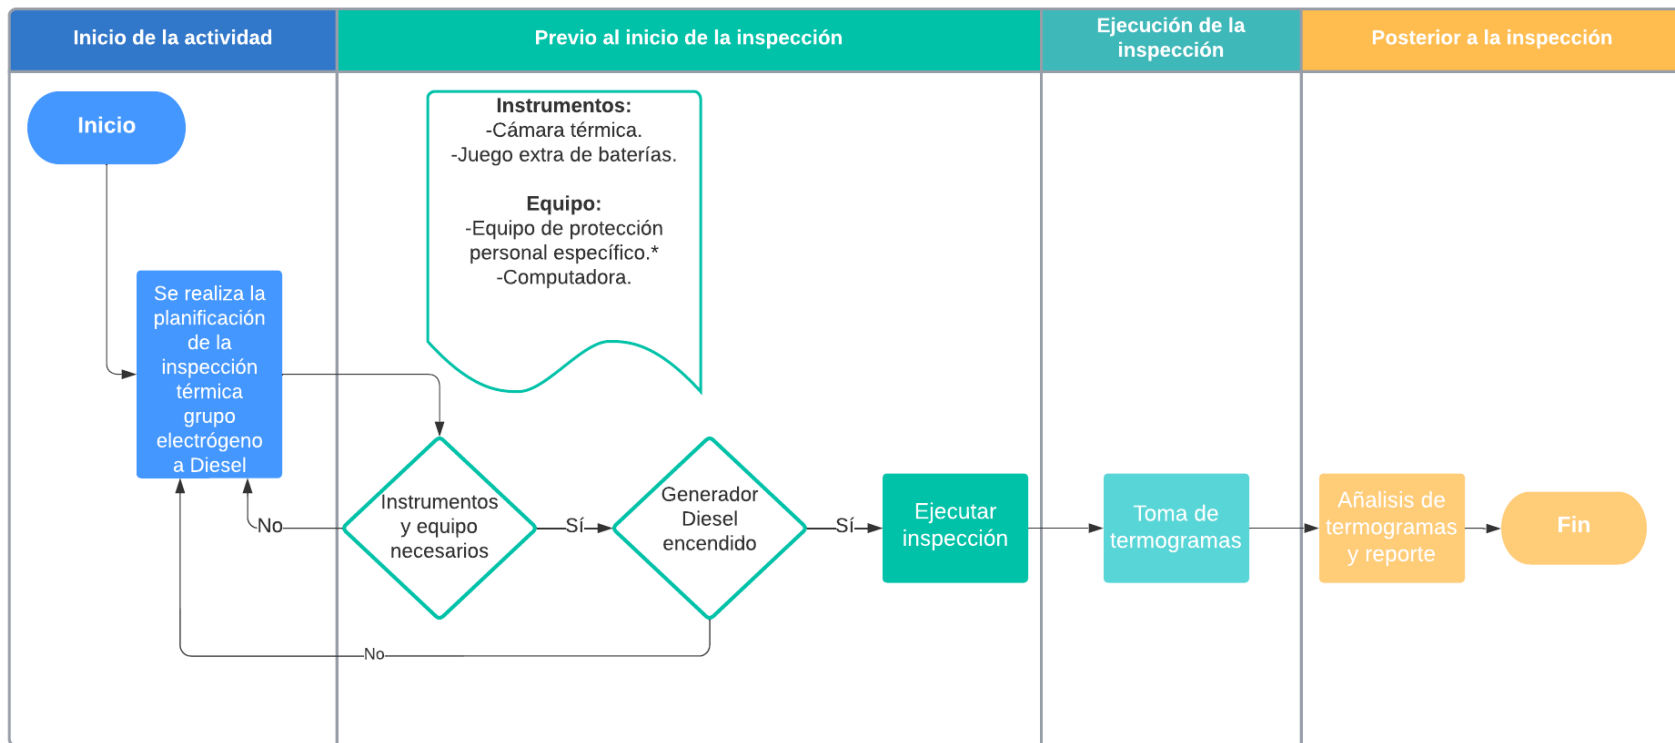 Inicio de la actividad
Previo al inicio de la inspección
Ejecución de la
inspección
Posterior a la inspección
Inicio
Instrumentos:
-Cámara térmica.
-Juego extra de baterías.
Equipo:
-Equipo de protección
personal específico.*
-Computadora.
Se realiza la
planificación
de la
inspección
térmica
grupo
electrógeno
a Diesel
Instrumentos
y equipo
necesarios
No
Sí
Generador
Diesel
encendido
Sí
No
Ejecutar
inspección
Toma de
termogramas
Añalisis de
termogramas
y reporte
Fin